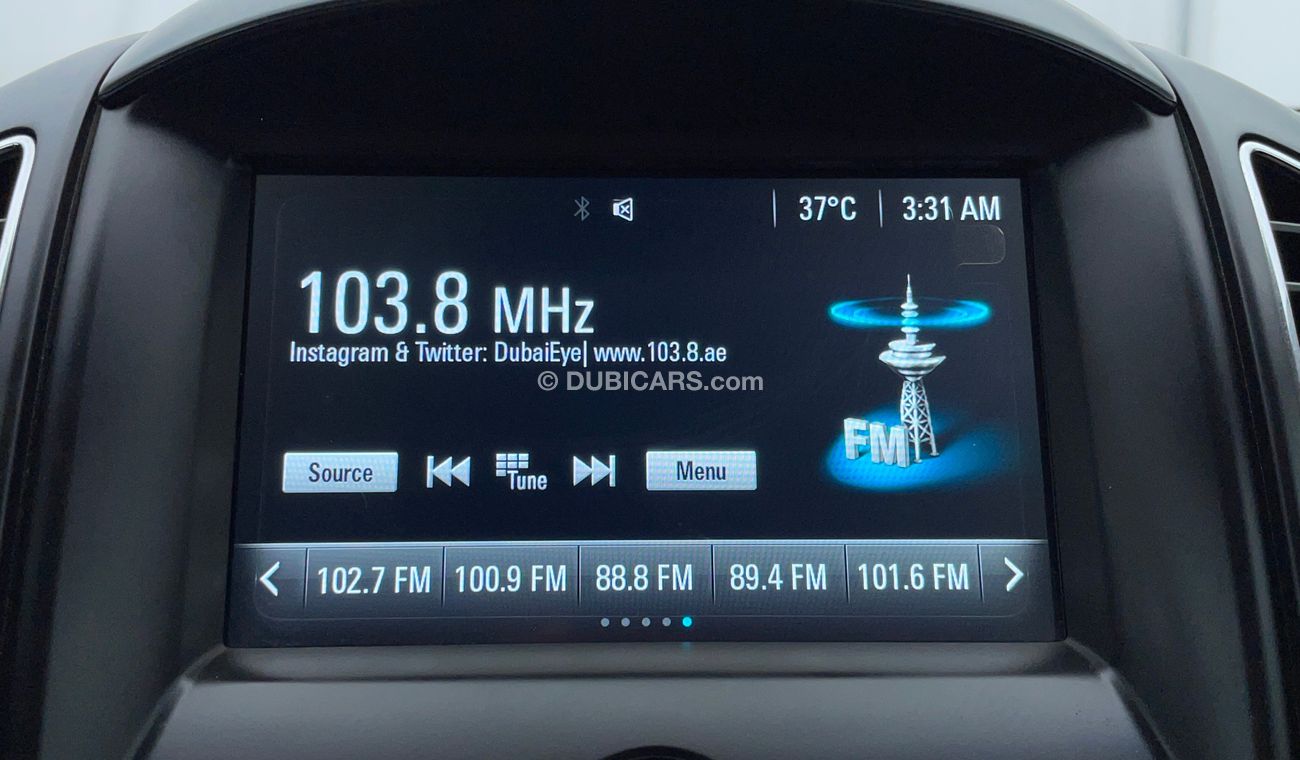 37°C 3:31 AM
103.8 MHz
Instagram & Twitter: DubaiEye| www.103.8.ae
© DUBICARS.com
Source Tune Menu
FM
102.7 FM 100.9 FM 88.8 FM 89.4 FM 101.6 FM